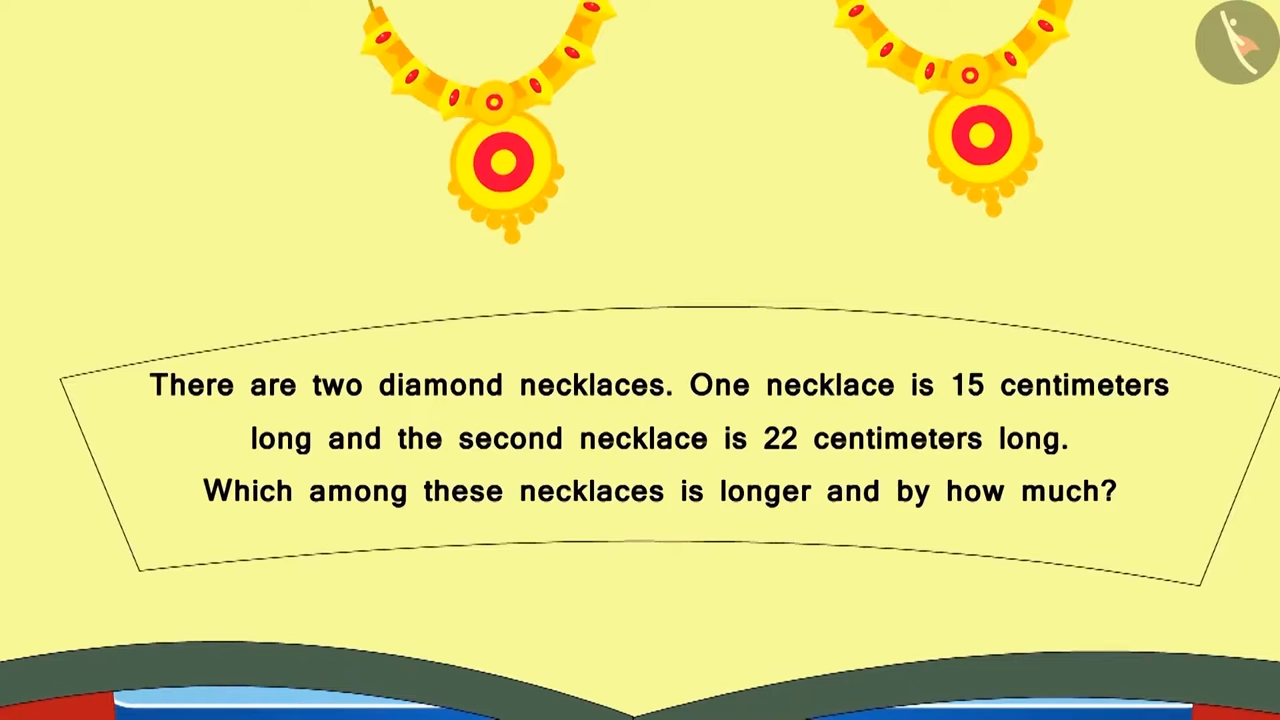 There are two diamond necklaces. One necklace is 15 centimeters
long and the second necklace is 22 centimeters long.
Which among these necklaces is longer and by how much?